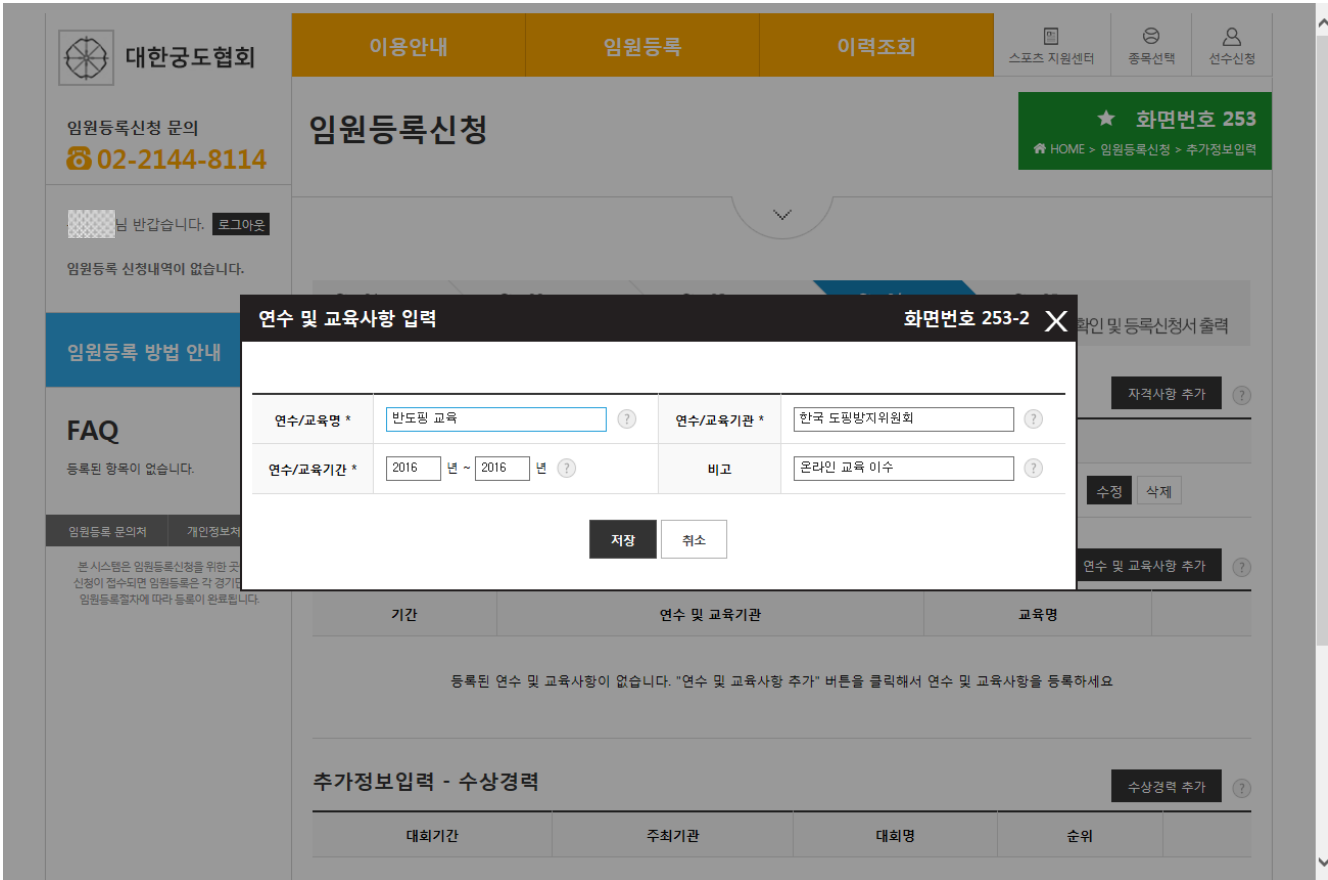 대한궁도협회
이용안내
임원등록
이력조회
스포츠 지원센터
종목선택
선수신청
임원등록신청 문의
02-2144-8114
님 반갑습니다. 로그아웃
임원등록 신청내역이 없습니다.
임원등록 방법 안내
FAQ
등록된 항목이 없습니다.
임원등록 문의처
개인정보처
본 시스템은 임원등록신청을 위한 곳
신청이 접수되면 임원등록은 각 경기단
임원등록절차에 따라 등록이 완료됩니다.
임원등록신청
★ 화면번호 253
HOME > 임원등록신청 > 추가정보입력
확인 및 등록신청서 출력
자격사항 추가 ?
연수 및 교육사항 입력
화면번호 253-2 X
연수/교육명 * 반도핑 교육 ? 연수/교육기관 * 한국 도핑방지위원회 ?
연수/교육기간 * 2016 년 ~ 2016 년 ? 비고 온라인 교육 이수 ?
저장 취소
수정 삭제
연수 및 교육사항 추가 ?
기간 연수 및 교육기관 교육명
등록된 연수 및 교육사항이 없습니다. "연수 및 교육사항 추가" 버튼을 클릭해서 연수 및 교육사항을 등록하세요
추가정보입력 - 수상경력
수상경력 추가 ?
대회기간 주최기관 대회명 순위